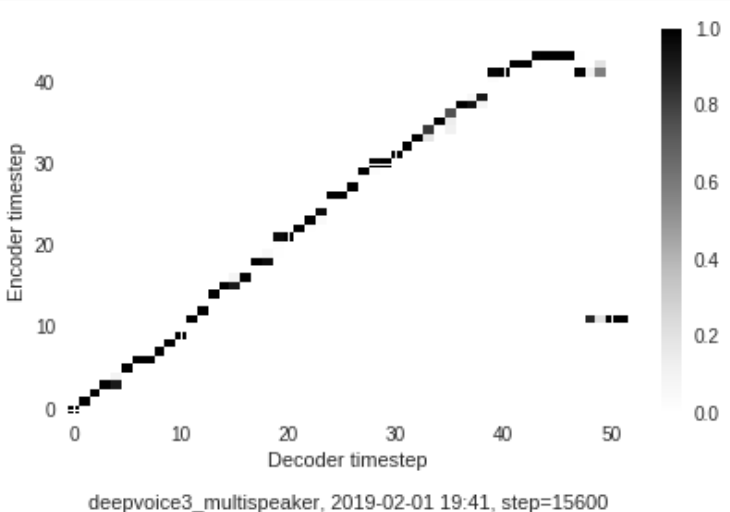 1.0
40
0.8
Encoder timestep
30
0.6
20
0.4
10
0.2
0
0.0
0 10 20 30 40 50
Decoder timestep
deepvoice3_multispeaker, 2019-02-01 19:41, step=15600